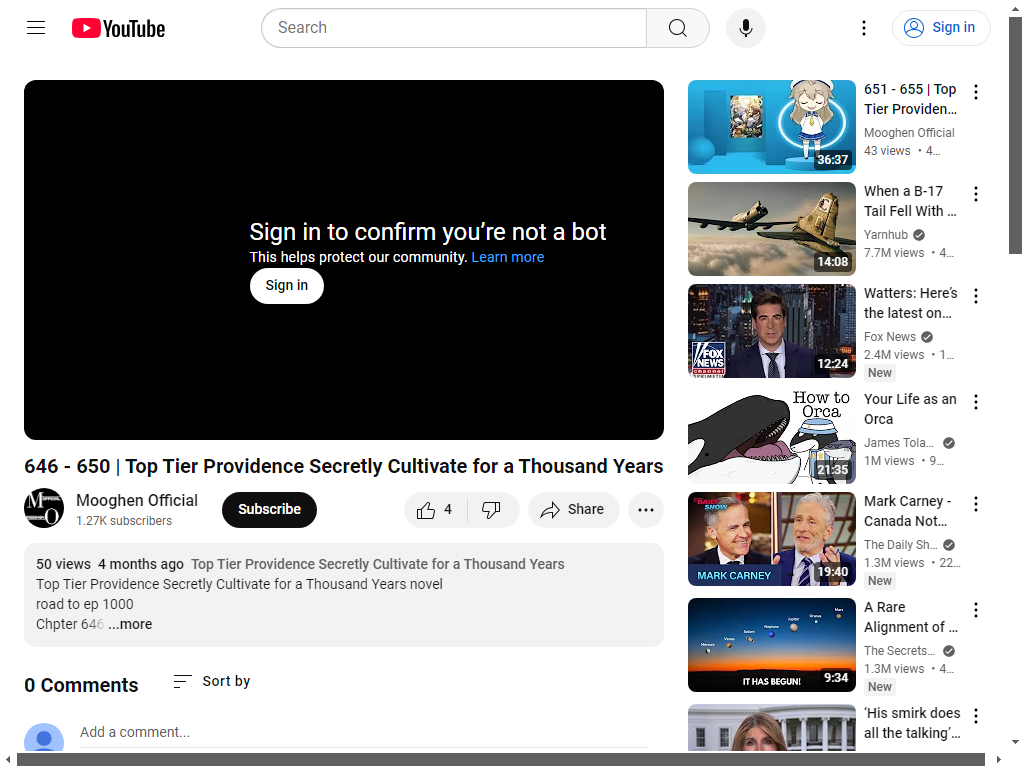 YouTube
Search
Sign in
Sign in to confirm you’re not a bot
This helps protect our community. Learn more
Sign in
646 - 650 | Top Tier Providence Secretly Cultivate for a Thousand Years
Mooghen Official
1.27K subscribers
Subscribe
4
Share
50 views 4 months ago Top Tier Providence Secretly Cultivate for a Thousand Years
Top Tier Providence Secretly Cultivate for a Thousand Years novel
road to ep 1000
Chpter 646 ...more
0 Comments
Sort by
Add a comment...
36:37
651 - 655 | Top
Tier Providen...
Mooghen Official
43 views • 4...
14:08
When a B-17
Tail Fell With ...
Yarnhub
7.7M views • 4...
FOX
NEWS
channel
12:24
Watters: Here's
the latest on...
Fox News
2.4M views • 1...
New
How to
Orca
21:35
Your Life as an
Orca
James Tola...
1M views • 9...
THE DAILY
SHOW
MARK CARNEY
19:40
Mark Carney -
Canada Not...
The Daily Sh...
1.3M views • 22...
New
Mercury
Venus
Saturn
Neptune
Jupiter
Uranus
Mars
IT HAS BEGUN!
9:34
A Rare
Alignment of ...
The Secrets...
1.3M views • 4...
New
‘His smirk does
all the talking’...